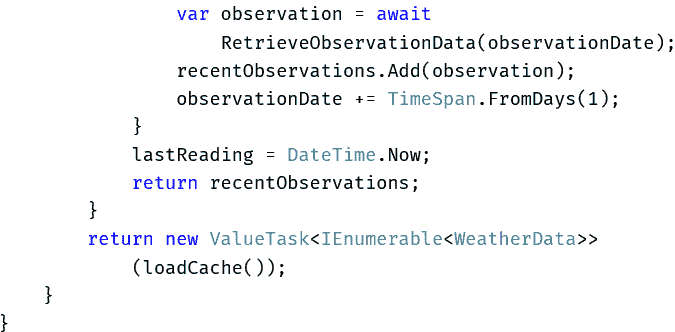 var observation = await
RetrieveObservationData(observationDate);
recentObservations.Add(observation);
observationDate += TimeSpan.FromDays(1);
}
lastReading = DateTime.Now;
return recentObservations;
}
return new ValueTask<IEnumerable<WeatherData>>
(loadCache());
}
}